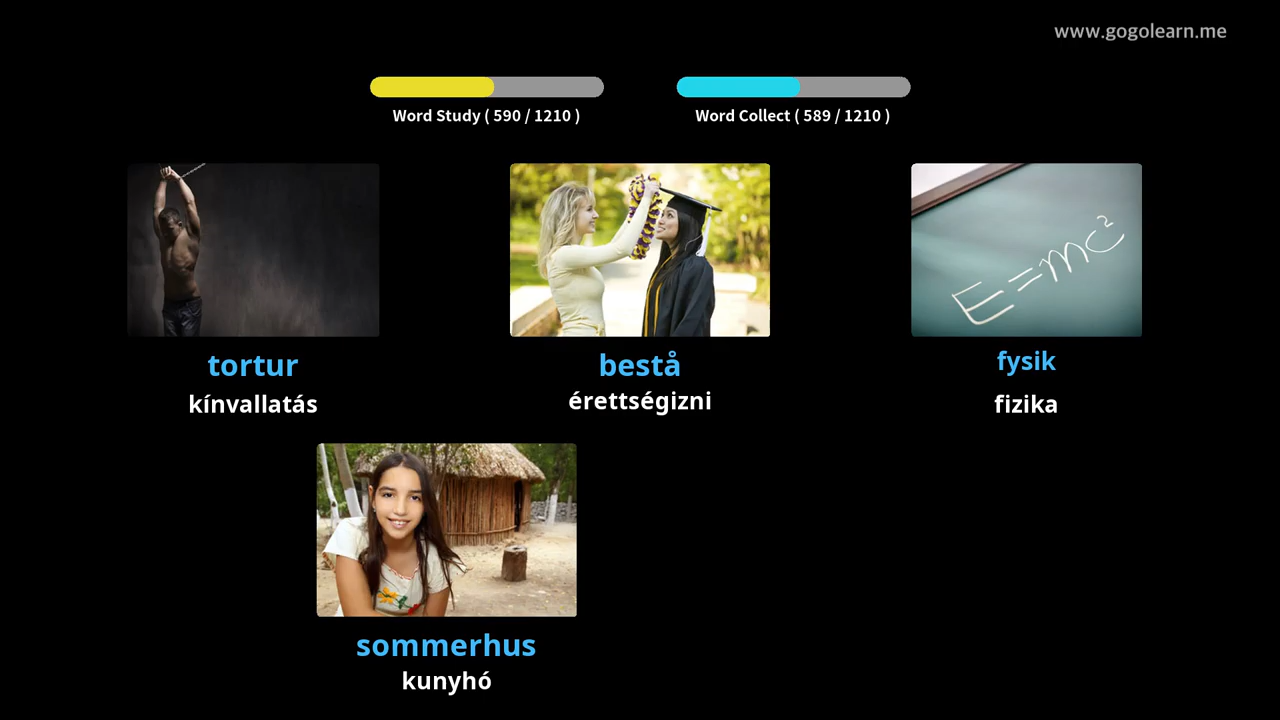 www.gogolearn.me
Word Study ( 590 / 1210 )
Word Collect ( 589 / 1210 )
E=mc²
tortur
kínvallatás
bestå
érettségizni
fysik
fizika
sommerhus
kunyhó